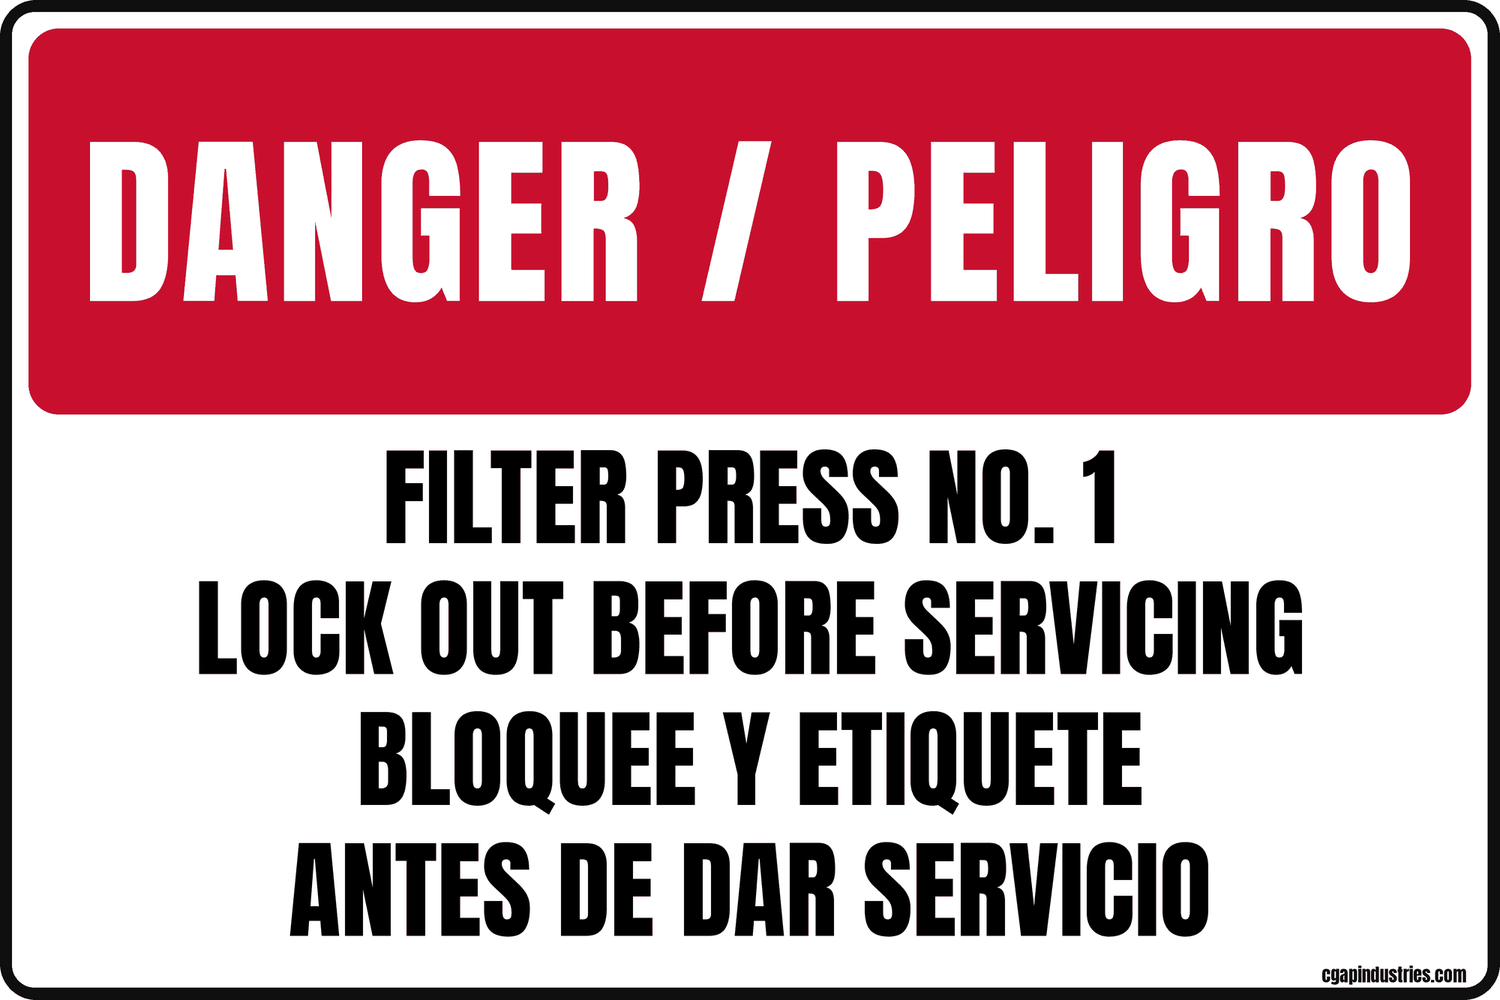 DANGER / PELIGRO
FILTER PRESS NO. 1
LOCK OUT BEFORE SERVICING
BLOQUEE Y ETIQUETE
ANTES DE DAR SERVICIO
cgapindustries.com